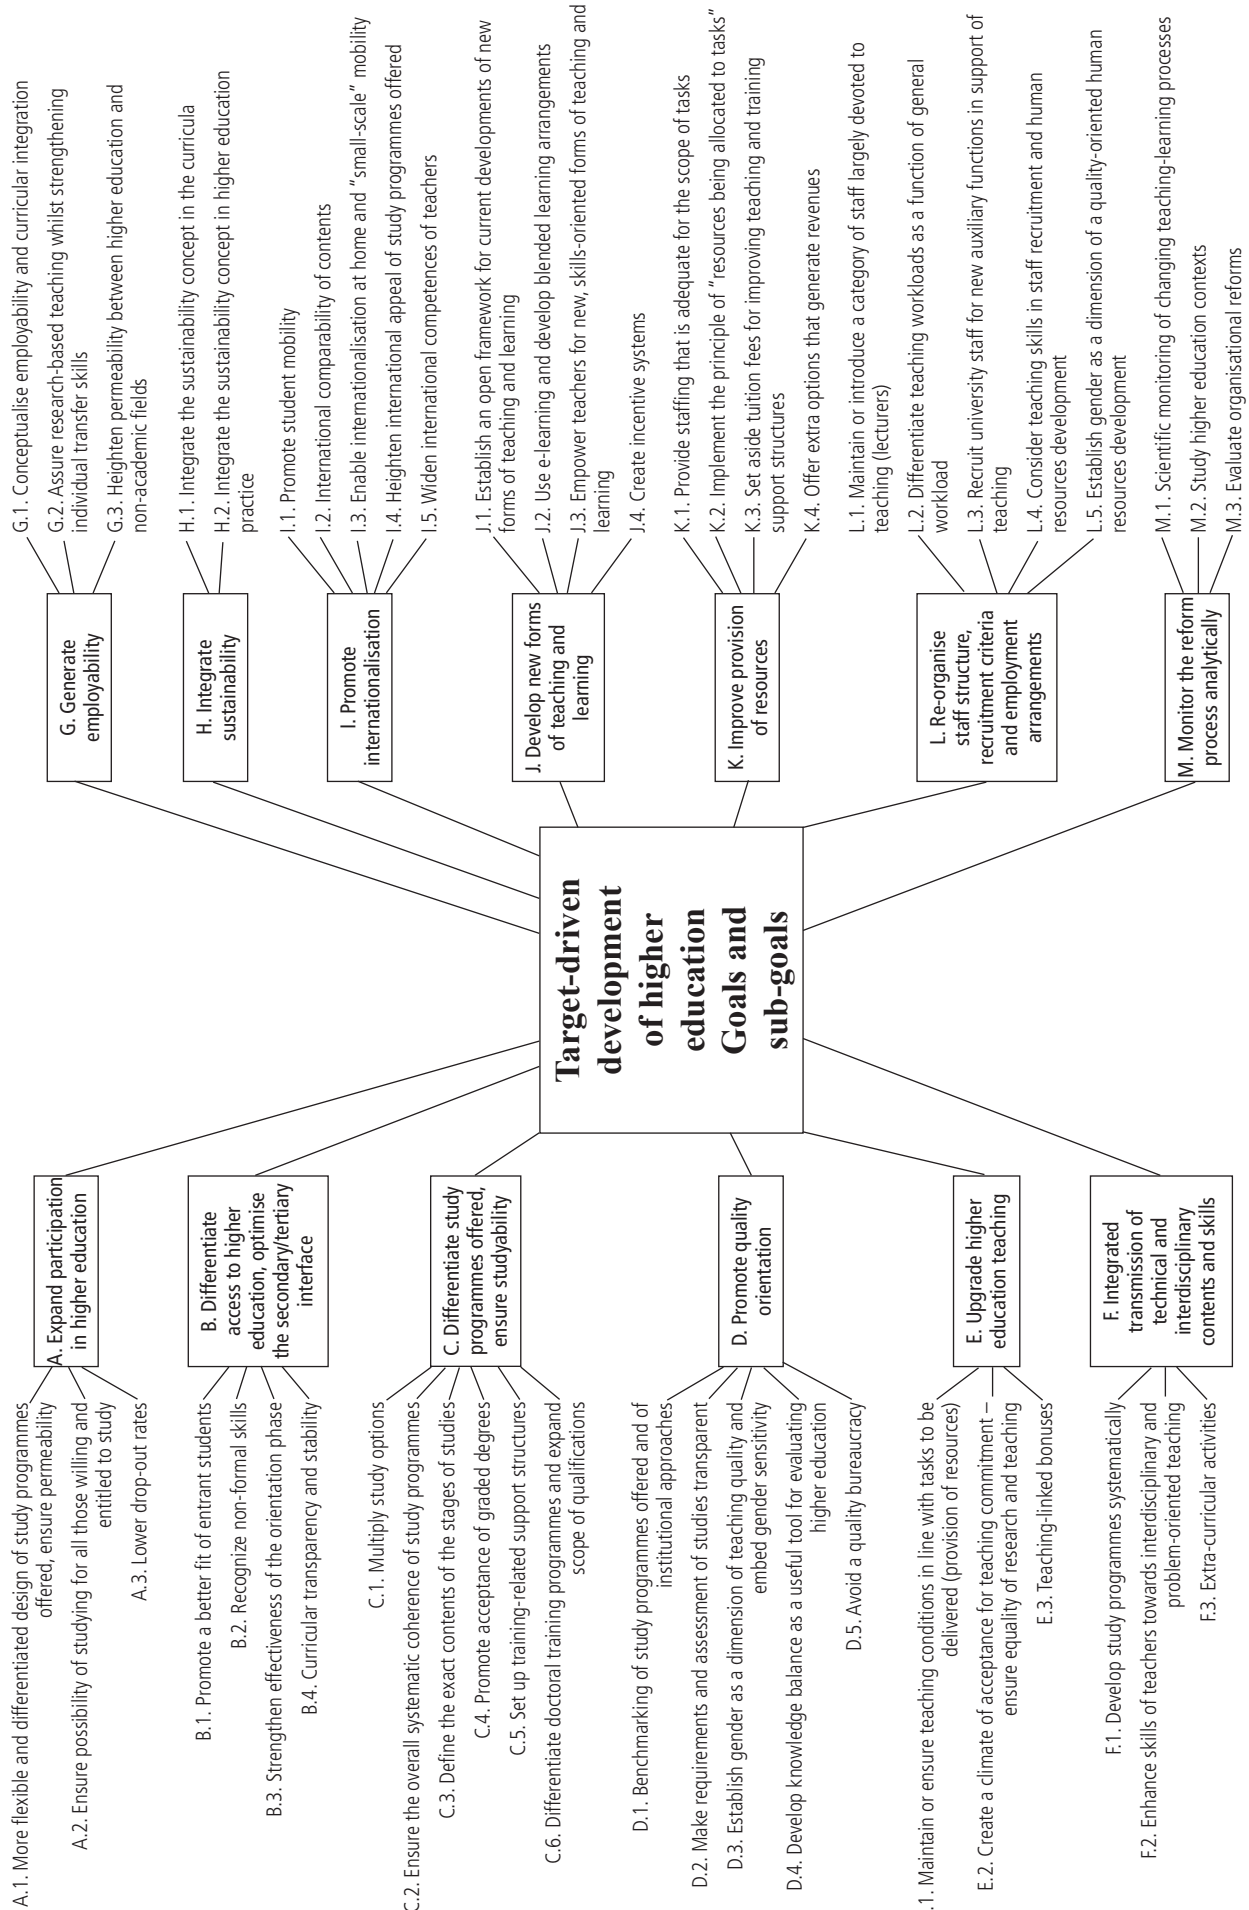 A.1. More flexible and differentiated design of study programmes
offered, ensure permeability
A.2. Ensure possibility of studying for all those willing and
entitled to study
A.3. Lower drop-out rates
A. Expand participation
in higher education
B.1. Promote a better fit of entrant students
B.2. Recognize non-formal skills
B.3. Strengthen effectiveness of the orientation phase
B.4. Curricular transparency and stability
B. Differentiate
access to higher
education, optimise
the secondary/tertiary
interface
C.1. Multiply study options
C.2. Ensure the overall systematic coherence of study programmes
C.3. Define the exact contents of the stages of studies
C.4. Promote acceptance of graded degrees
C.5. Set up training-related support structures
C.6. Differentiate doctoral training programmes and expand
scope of qualifications
C. Differentiate study
programmes offered,
ensure studyability
D.1. Benchmarking of study programmes offered and of
institutional approaches
D.2. Make requirements and assessment of studies transparent
D.3. Establish gender as a dimension of teaching quality and
embed gender sensitivity
D.4. Develop knowledge balance as a useful tool for evaluating
higher education
D.5. Avoid a quality bureaucracy
D. Promote quality
orientation
.1. Maintain or ensure teaching conditions in line with tasks to be
delivered (provision of resources)
E.2. Create a climate of acceptance for teaching commitment –
ensure equality of research and teaching
E.3. Teaching-linked bonuses
E. Upgrade higher
education teaching
F.1. Develop study programmes systematically
F.2. Enhance skills of teachers towards interdisciplinary and
problem-oriented teaching
F.3. Extra-curricular activities
F. Integrated
transmission of
technical and
interdisciplinary
contents and skills
Target-driven
development
of higher
education
Goals and
sub-goals
G. Generate
employability
G.1. Conceptualise employability and curricular integration
G.2. Assure research-based teaching whilst strengthening
individual transfer skills
G.3. Heighten permeability between higher education and
non-academic fields
H. Integrate
sustainability
H.1. Integrate the sustainability concept in the curricula
H.2. Integrate the sustainability concept in higher education
practice
I. Promote
internationalisation
I.1. Promote student mobility
I.2. International comparability of contents
I.3. Enable internationalisation at home and “small-scale” mobility
I.4. Heighten international appeal of study programmes offered
I.5. Widen international competences of teachers
J. Develop new forms
of teaching and
learning
J.1. Establish an open framework for current developments of new
forms of teaching and learning
J.2. Use e-learning and develop blended learning arrangements
J.3. Empower teachers for new, skills-oriented forms of teaching and
learning
J.4. Create incentive systems
K. Improve provision
of resources
K.1. Provide staffing that is adequate for the scope of tasks
K.2. Implement the principle of “resources being allocated to tasks”
K.3. Set aside tuition fees for improving teaching and training
support structures
K.4. Offer extra options that generate revenues
L. Re-organise
staff structure,
recruitment criteria
and employment
arrangements
L.1. Maintain or introduce a category of staff largely devoted to
teaching (lecturers)
L.2. Differentiate teaching workloads as a function of general
workload
L.3. Recruit university staff for new auxiliary functions in support of
teaching
L.4. Consider teaching skills in staff recruitment and human
resources development
L.5. Establish gender as a dimension of a quality-oriented human
resources development
M. Monitor the reform
process analytically
M.1. Scientific monitoring of changing teaching-learning processes
M.2. Study higher education contexts
M.3. Evaluate organisational reforms